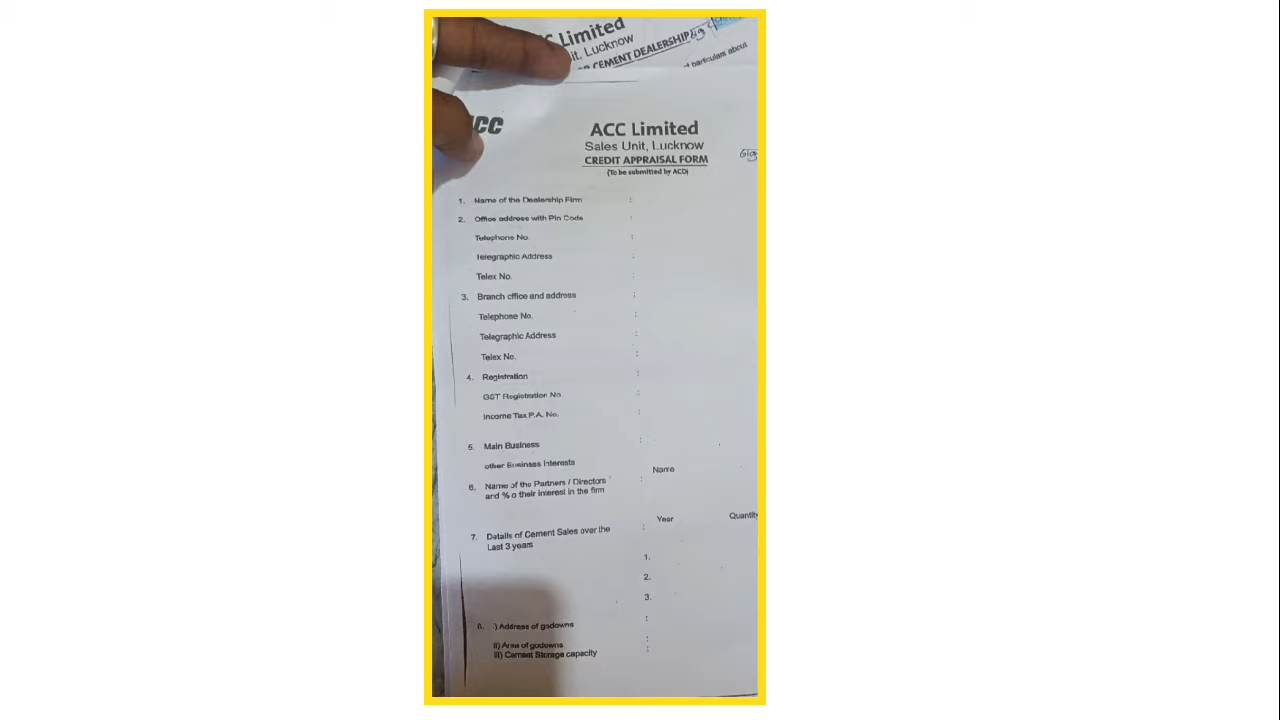 Limited
it. Lucknow
CEMENT DEALERSHIP
particulars about
CC
ACC Limited
Sales Unit, Lucknow
CREDIT APPRAISAL FORM
(To be submitted by ACD)
1. Name of the Dealership Firm :
2. Office address with Pin Code :
Telephone No. :
Telegraphic Address :
Telex No. :
3. Branch office and address :
Telephone No. :
Telegraphic Address :
Telex No. :
4. Registration :
GST Registration No. :
Income Tax P.A. No. :
5. Main Business :
other Business Interests
Name
6. Name of the Partners / Directors :
and % o their interest in the firm
Year Quantity
7. Details of Cement Sales over the :
Last 3 years
1.
2.
3.
8. i) Address of godowns :
II) Area of godowns :
III) Cement Storage capacity :